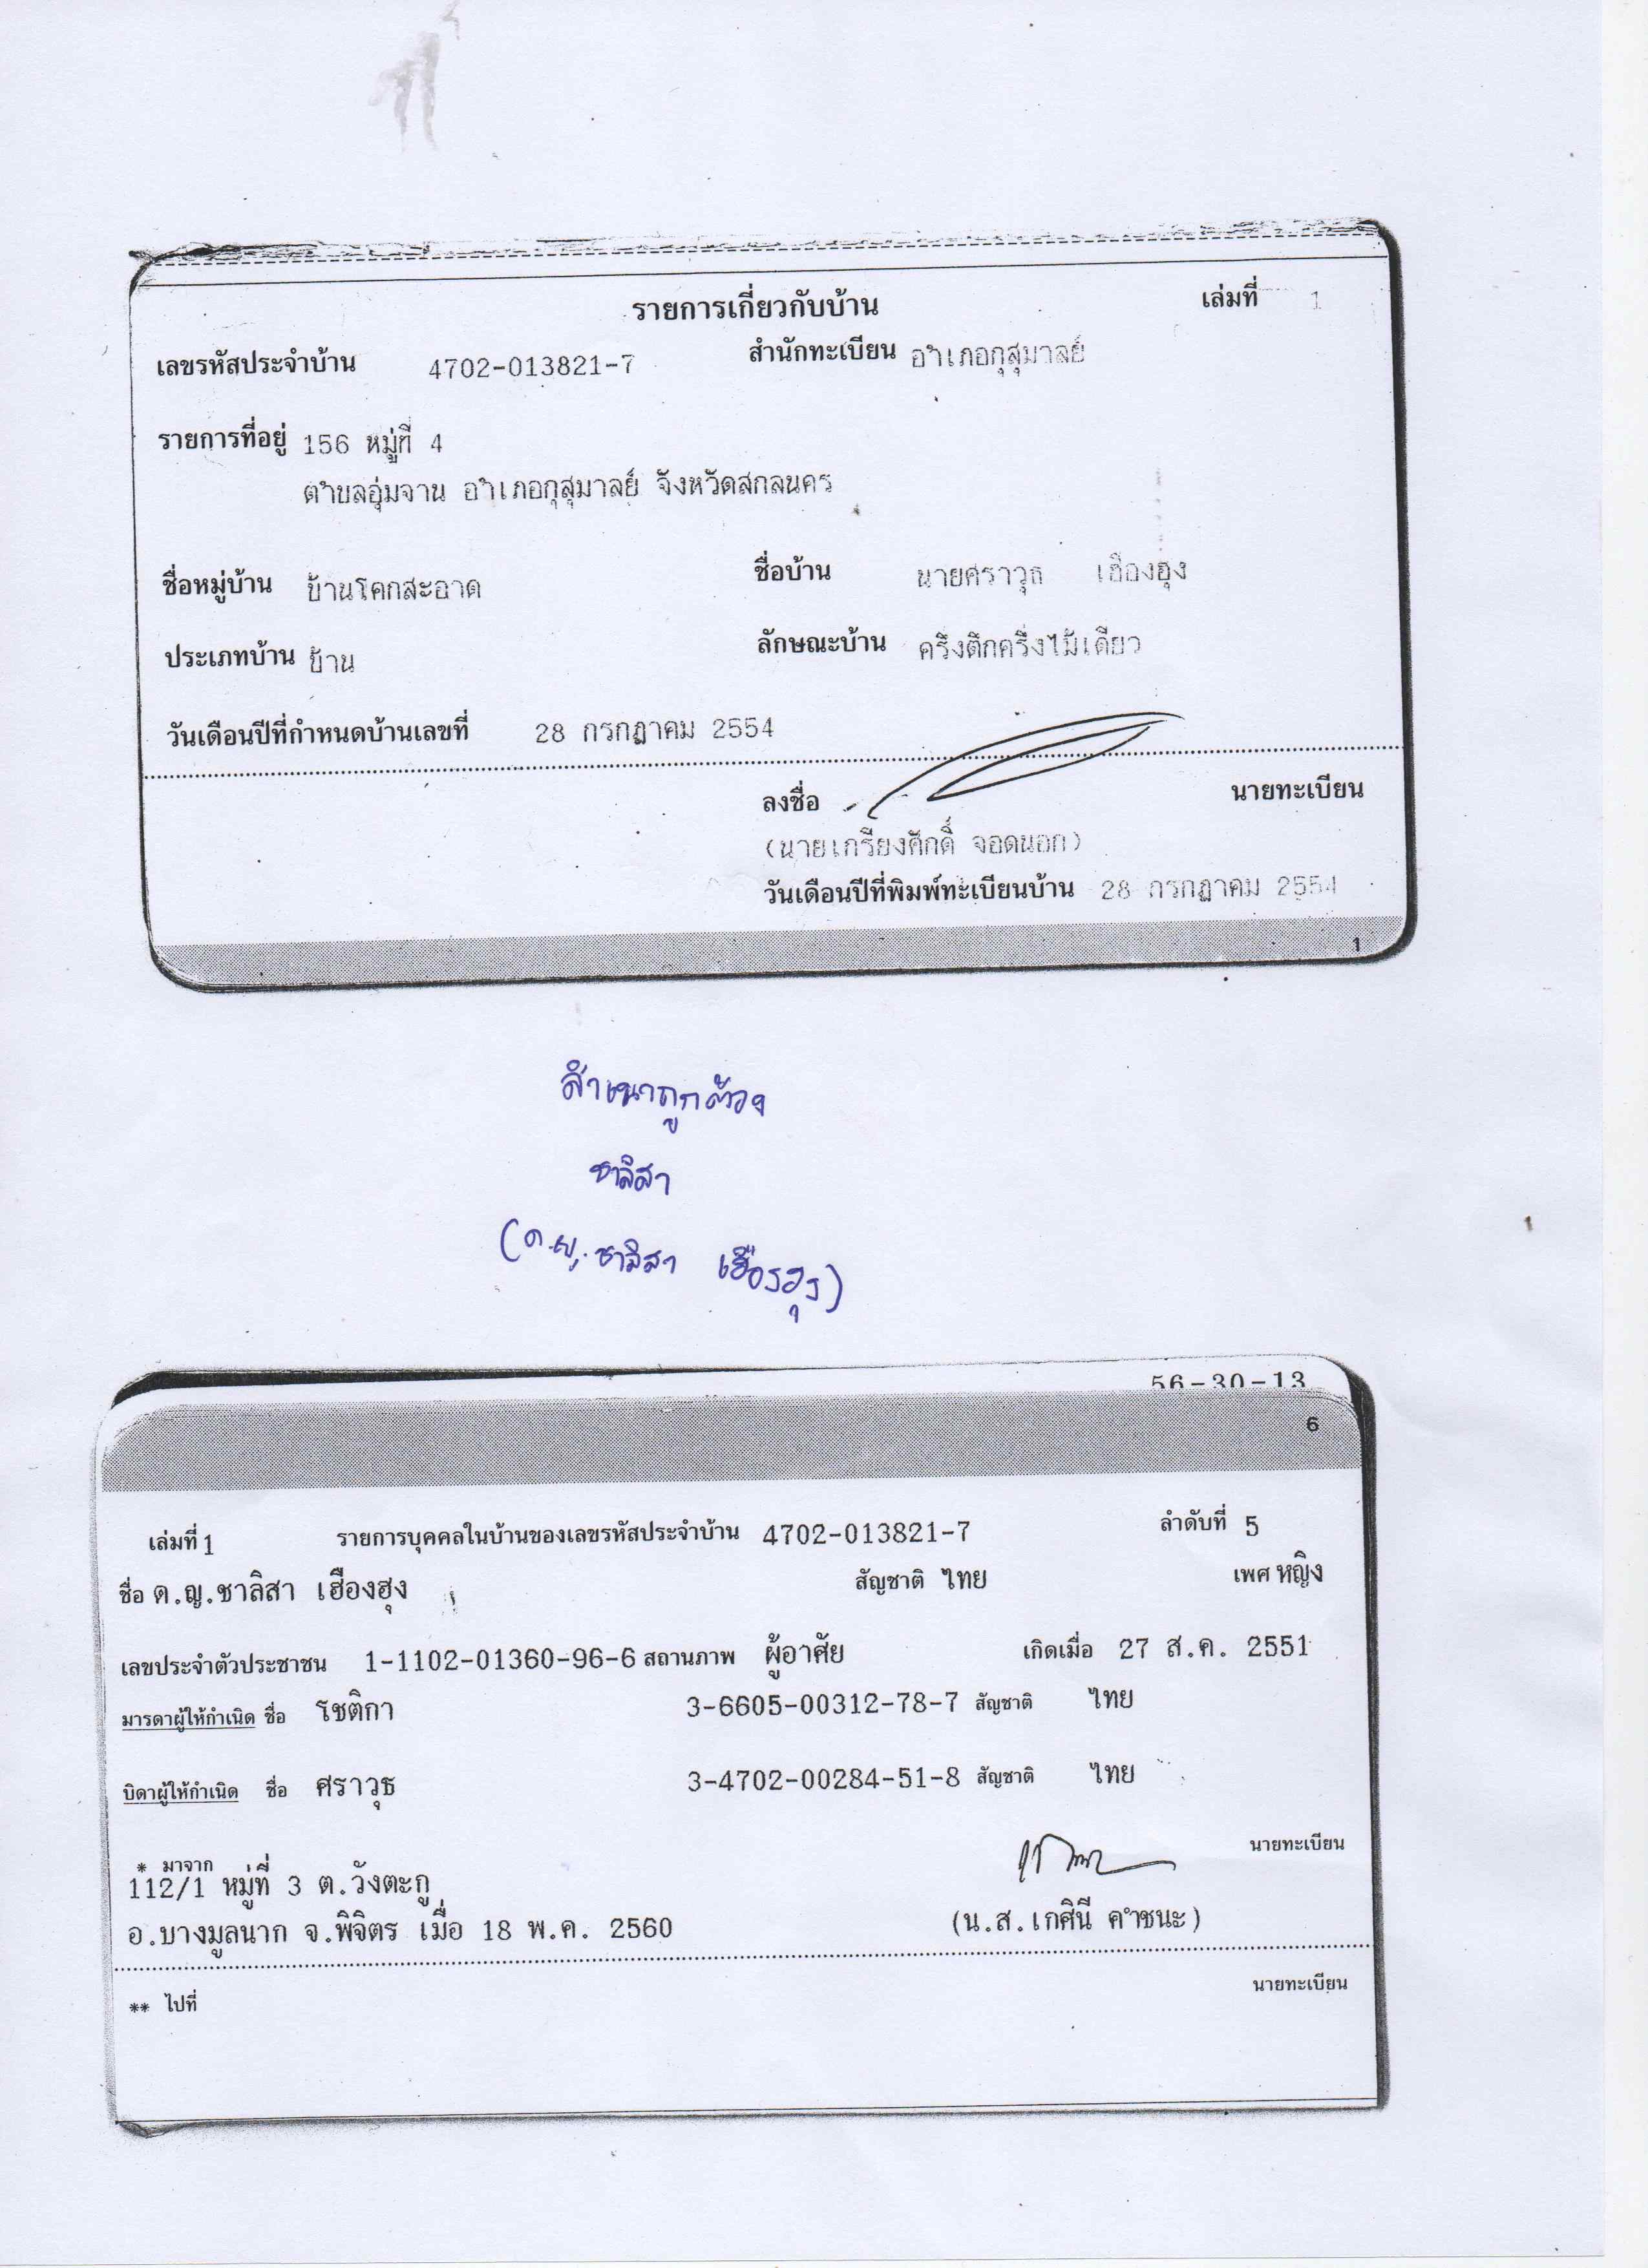 รายการเกี่ยวกับบ้าน เล่มที่ 1
เลขรหัสประจำบ้าน 4702-013821-7 สำนักทะเบียน อำเภอกุสุมาลย์
รายการที่อยู่ 156 หมู่ที่ 4
ตำบลอุ่มจาน อำเภอกุสุมาลย์ จังหวัดสกลนคร
ชื่อหมู่บ้าน บ้านโคกสะอาด ชื่อบ้าน นายศราวุธ เฮืองฮุง
ประเภทบ้าน บ้าน ลักษณะบ้าน ครึ่งตึกครึ่งไม้เดียว
วันเดือนปีที่กำหนดบ้านเลขที่ 28 กรกฎาคม 2554
ลงชื่อ นายทะเบียน
(นายเกรียงศักดิ์ จอดนอก)
วันเดือนปีที่พิมพ์ทะเบียนบ้าน 28 กรกฎาคม 2554
1
สำเนาถูกต้อง
ชาลิสา
(ด.ญ.ชาลิสา เฮืองฮุง)
56-30-13
6
เล่มที่ 1 รายการบุคคลในบ้านของเลขรหัสประจำบ้าน 4702-013821-7 ลำดับที่ 5
ชื่อ ด.ญ.ชาลิสา เฮืองฮุง สัญชาติ ไทย เพศ หญิง
เลขประจำตัวประชาชน 1-1102-01360-96-6 สถานภาพ ผู้อาศัย เกิดเมื่อ 27 ส.ค. 2551
มารดาผู้ให้กำเนิด ชื่อ โชติกา 3-6605-00312-78-7 สัญชาติ ไทย
บิดาผู้ให้กำเนิด ชื่อ ศราวุธ 3-4702-00284-51-8 สัญชาติ ไทย
* มาจาก นายทะเบียน
112/1 หมู่ที่ 3 ต.วังตะกู
อ.บางมูลนาก จ.พิจิตร เมื่อ 18 พ.ค. 2560 (น.ส.เกศินี คำชนะ)
** ไปที่ นายทะเบียน